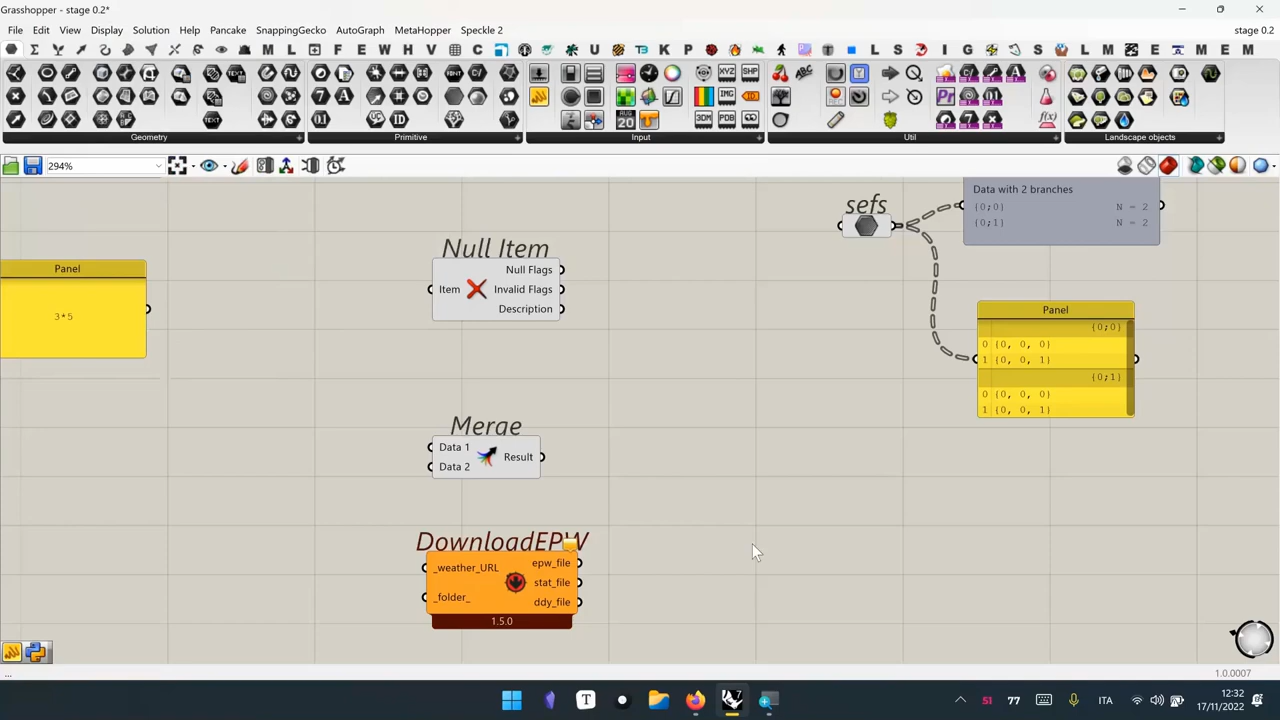 Grasshopper - stage 0.2*
File Edit View Display Solution Help Pancake SnappingGecko AutoGraph MetaHopper Speckle 2
stage 0.2
Geometry Primitive Input Util Landscape objects
294%
sefs
Data with 2 branches
{0;0} N = 2
{0;1} N = 2
Null Item
Null Flags
Item Invalid Flags
Description
Panel
3*5
Panel
{0;0}
0 {0, 0, 0}
1 {0, 0, 1}
{0;1}
0 {0, 0, 0}
1 {0, 0, 1}
Merge
Data 1
Result
Data 2
DownloadEPW
_weather_URL epw_file
stat_file
_folder_ ddy_file
1.5.0
...
1.0.0007
51 77 ITA 12:32
17/11/2022